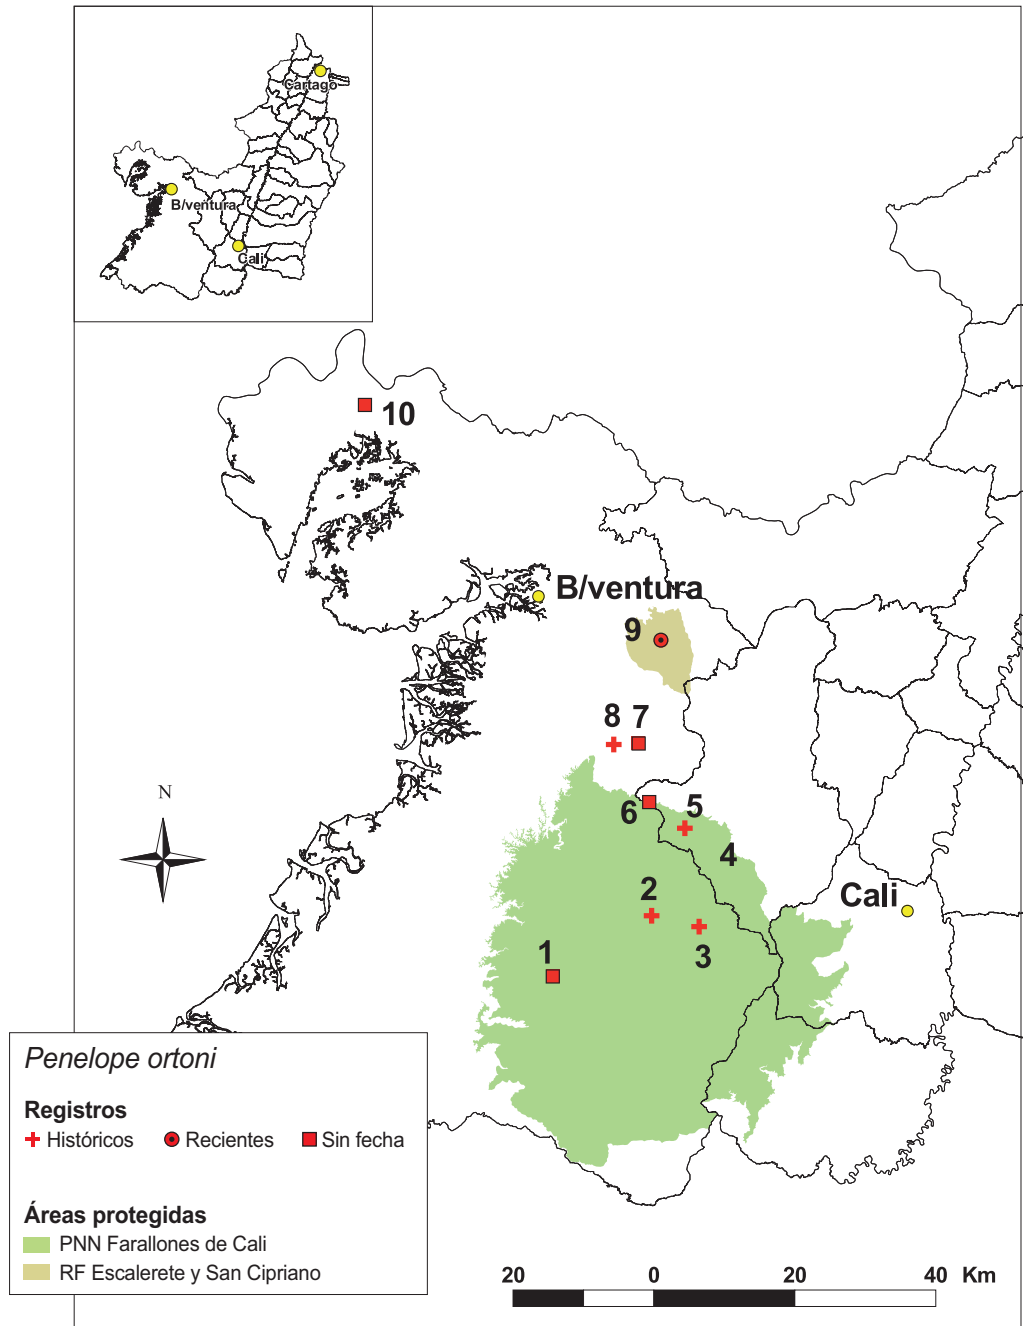 Cartago
B/ventura
Cali
10
B/ventura
9
8 7
6 5
4
Cali
2
3
1
N
Penelope ortoni
Registros
Históricos Recientes Sin fecha
Áreas protegidas
PNN Farallones de Cali
RF Escalerete y San Cipriano
20 0 20 40 Km